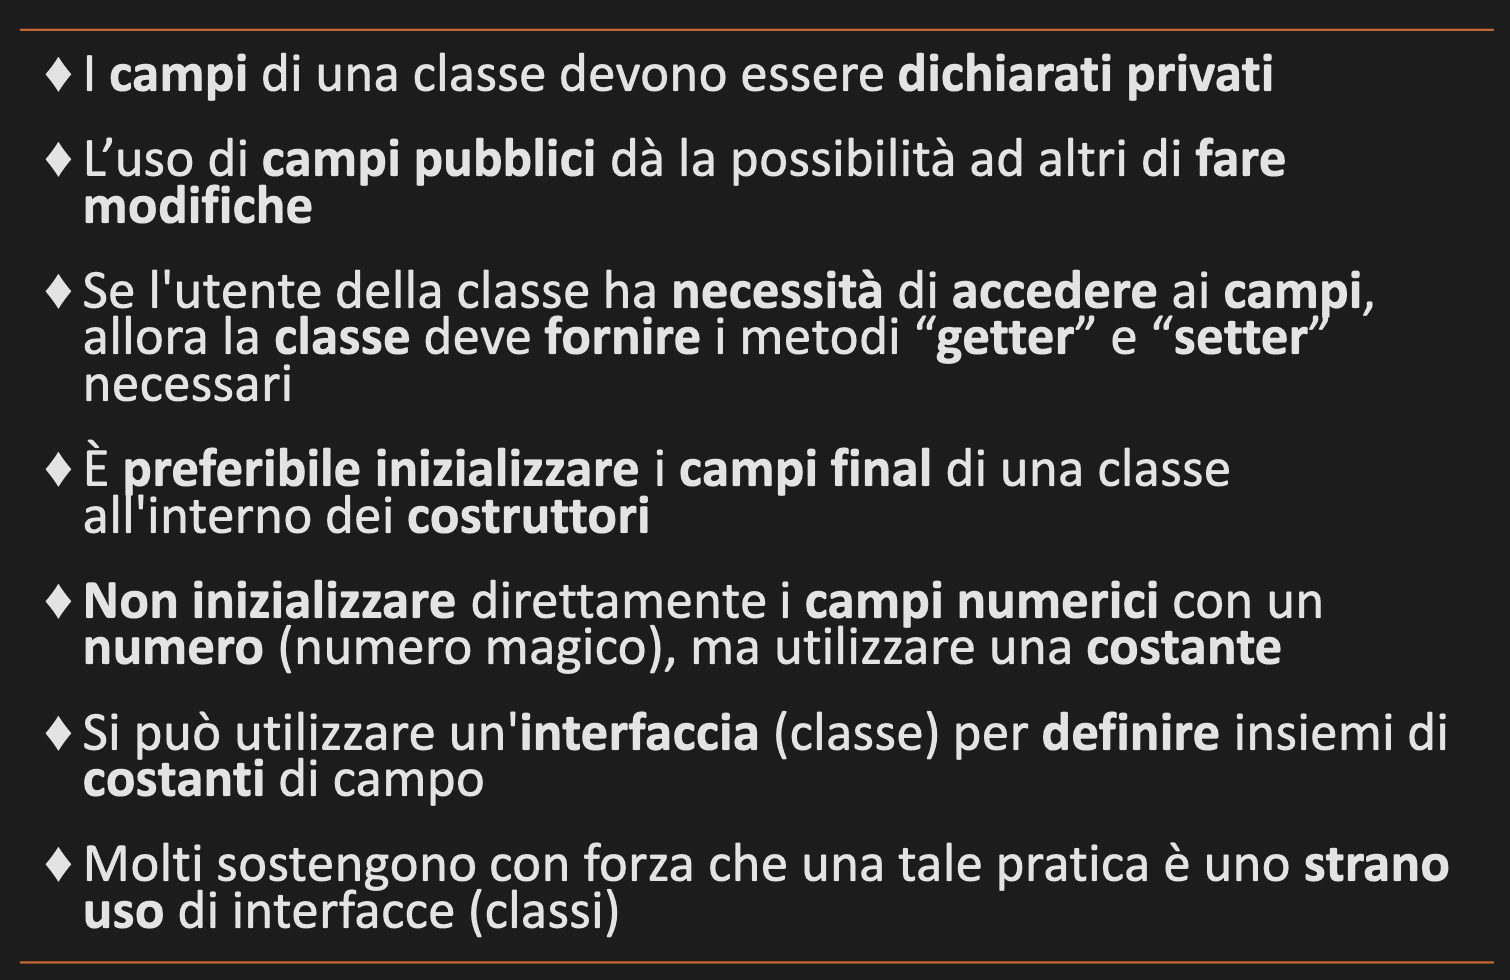 ♦ I campi di una classe devono essere dichiarati privati
♦ L’uso di campi pubblici dà la possibilità ad altri di fare
modifiche
♦ Se l'utente della classe ha necessità di accedere ai campi,
allora la classe deve fornire i metodi “getter” e “setter”
necessari
♦ È preferibile inizializzare i campi final di una classe
all'interno dei costruttori
♦ Non inizializzare direttamente i campi numerici con un
numero (numero magico), ma utilizzare una costante
♦ Si può utilizzare un'interfaccia (classe) per definire insiemi di
costanti di campo
♦ Molti sostengono con forza che una tale pratica è uno strano
uso di interfacce (classi)